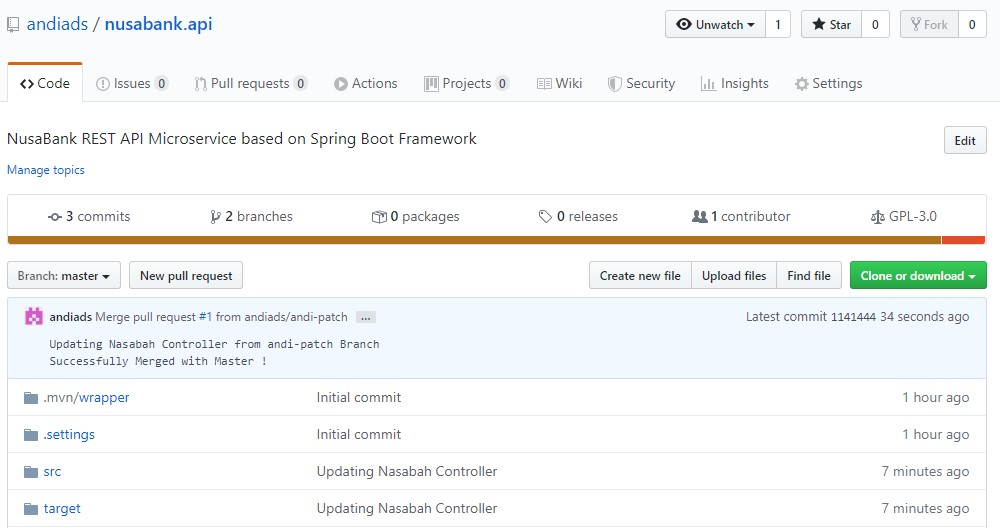 andiads / nusabank.api Unwatch 1 Star 0 Fork 0
Code Issues 0 Pull requests 0 Actions Projects 0 Wiki Security Insights Settings
NusaBank REST API Microservice based on Spring Boot Framework Edit
Manage topics
3 commits 2 branches 0 packages 0 releases 1 contributor GPL-3.0
Branch: master New pull request Create new file Upload files Find file Clone or download
andiads Merge pull request #1 from andiads/andi-patch ... Latest commit 1141444 34 seconds ago
Updating Nasabah Controller from andi-patch Branch
Successfully Merged with Master !
.mvn/wrapper Initial commit 1 hour ago
.settings Initial commit 1 hour ago
src Updating Nasabah Controller 7 minutes ago
target Updating Nasabah Controller 7 minutes ago